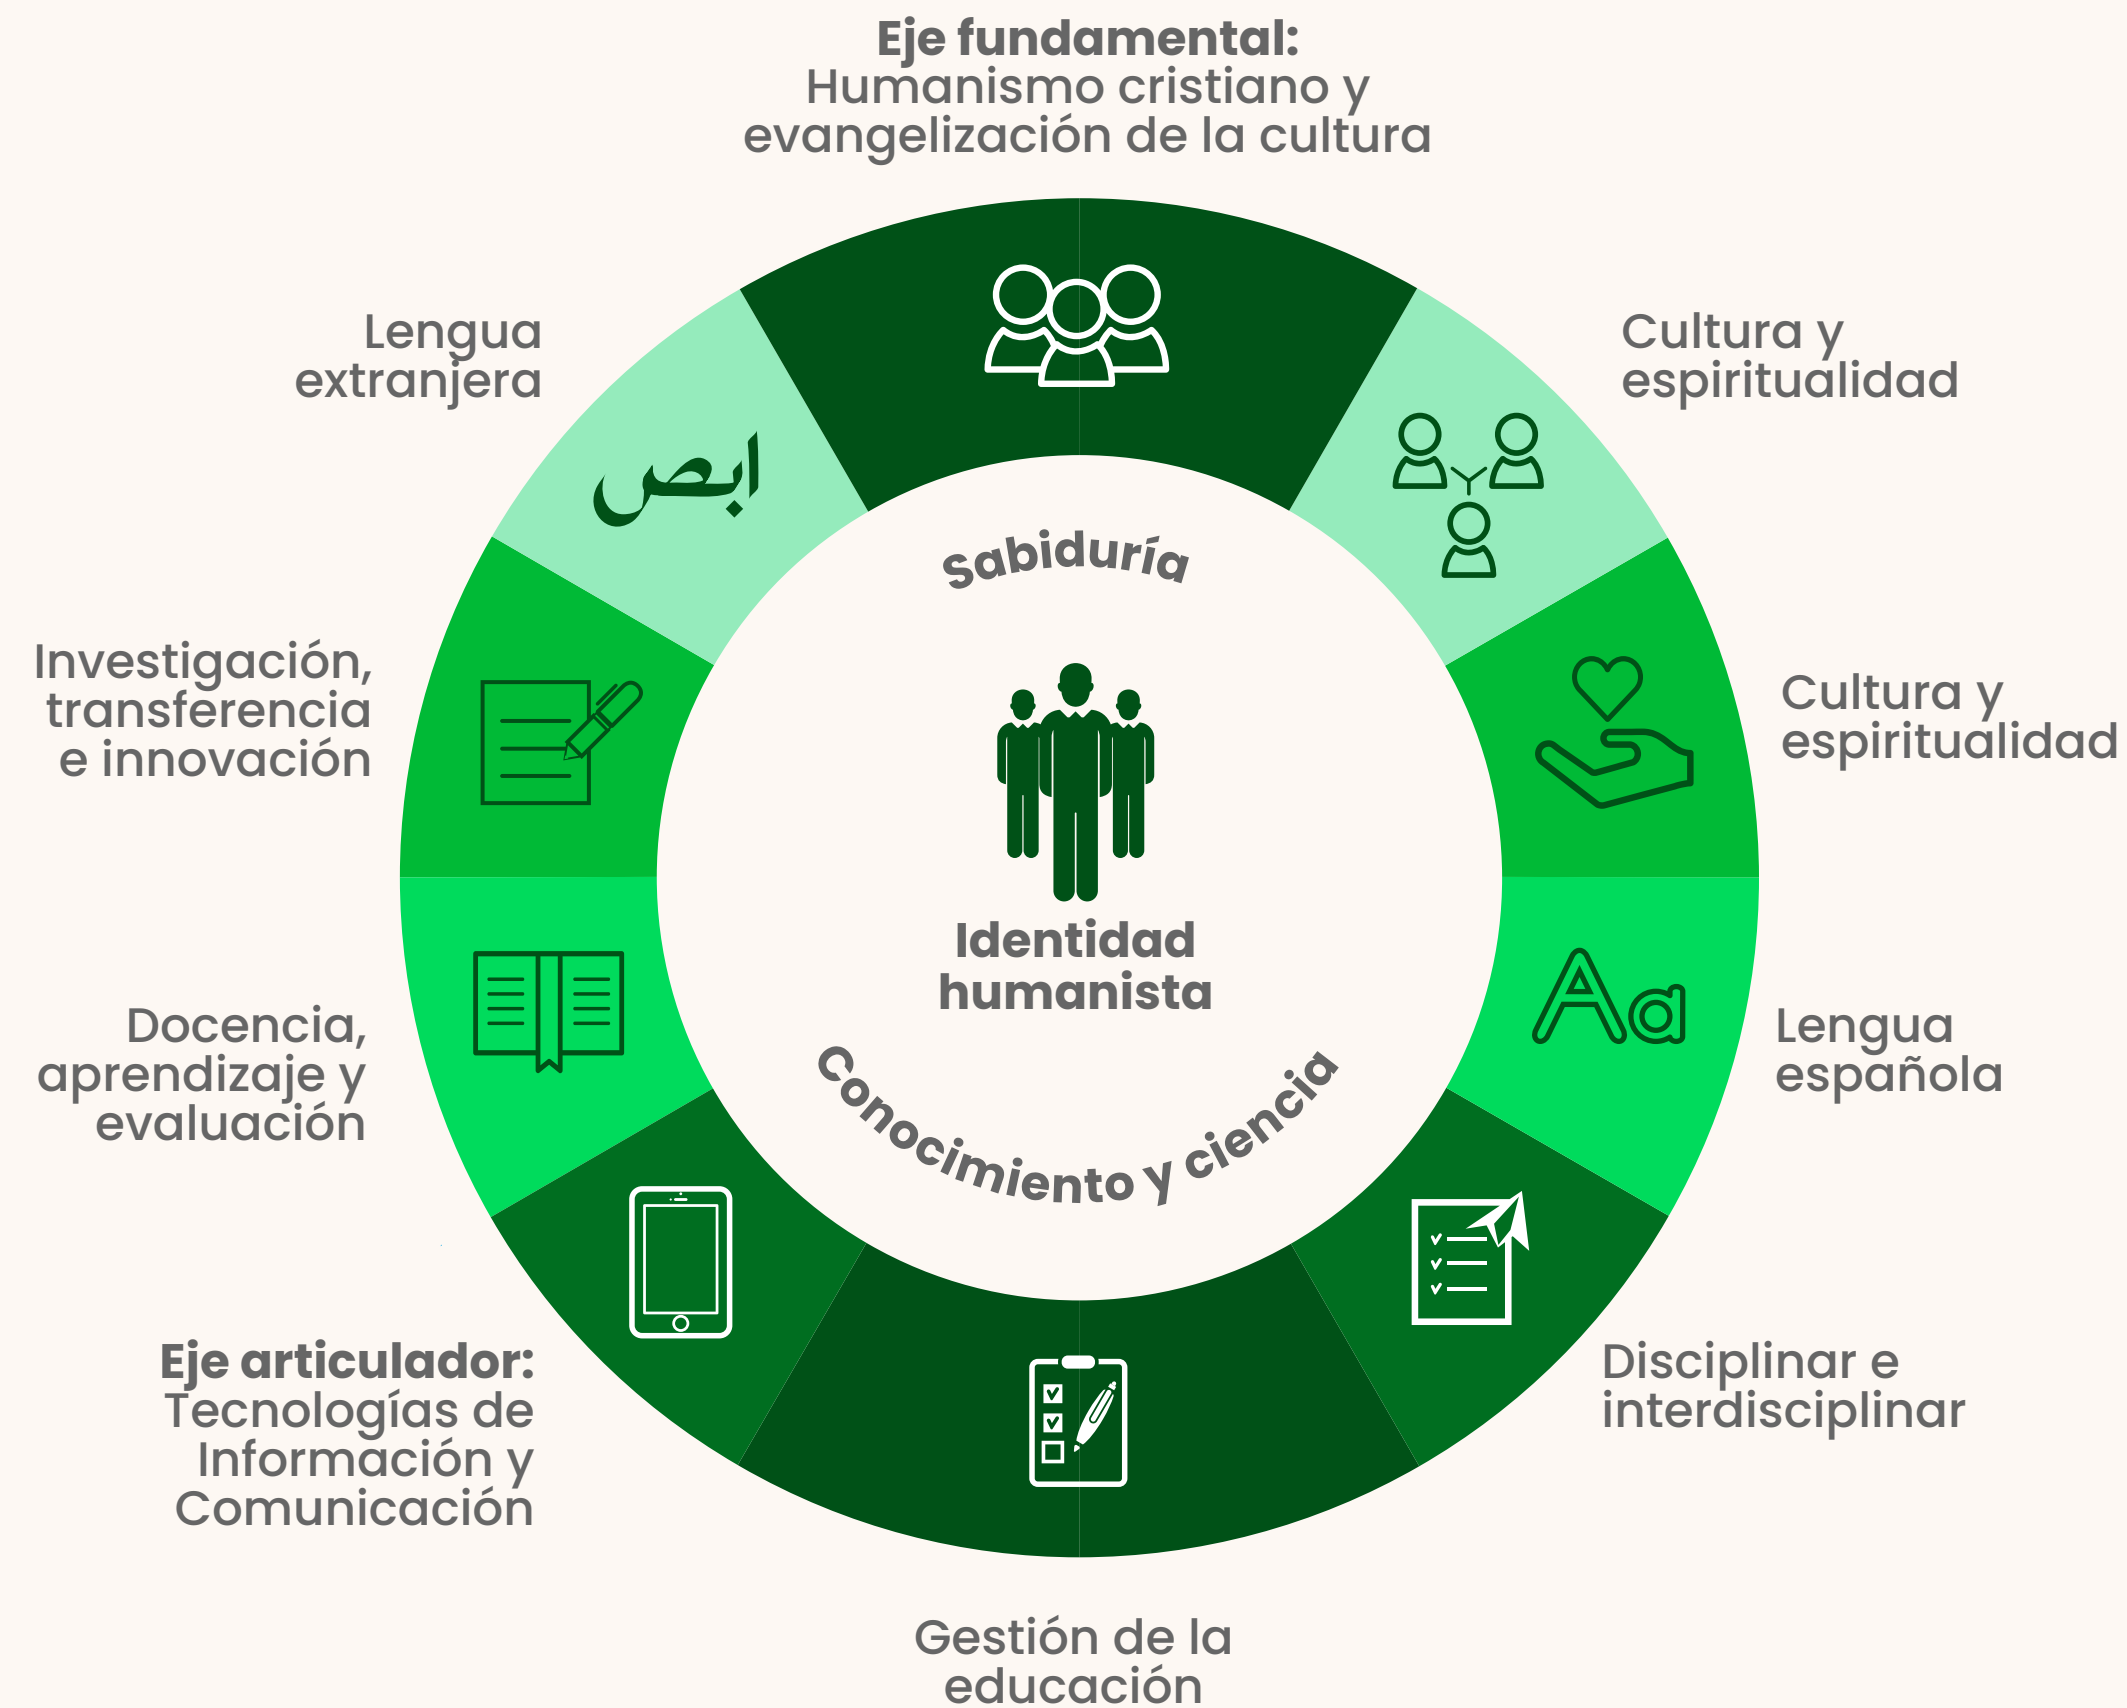 Eje fundamental:
Humanismo cristiano y
evangelización de la cultura
Cultura y
espiritualidad
Cultura y
espiritualidad
Lengua
española
Disciplinar e
interdisciplinar
Gestión de la
educación
Eje articulador:
Tecnologías de
Información y
Comunicación
Docencia,
aprendizaje y
evaluación
Investigación,
transferencia
e innovación
Lengua
extranjera
ابص
Aa
Sabiduría
Identidad
humanista
Conocimiento y ciencia